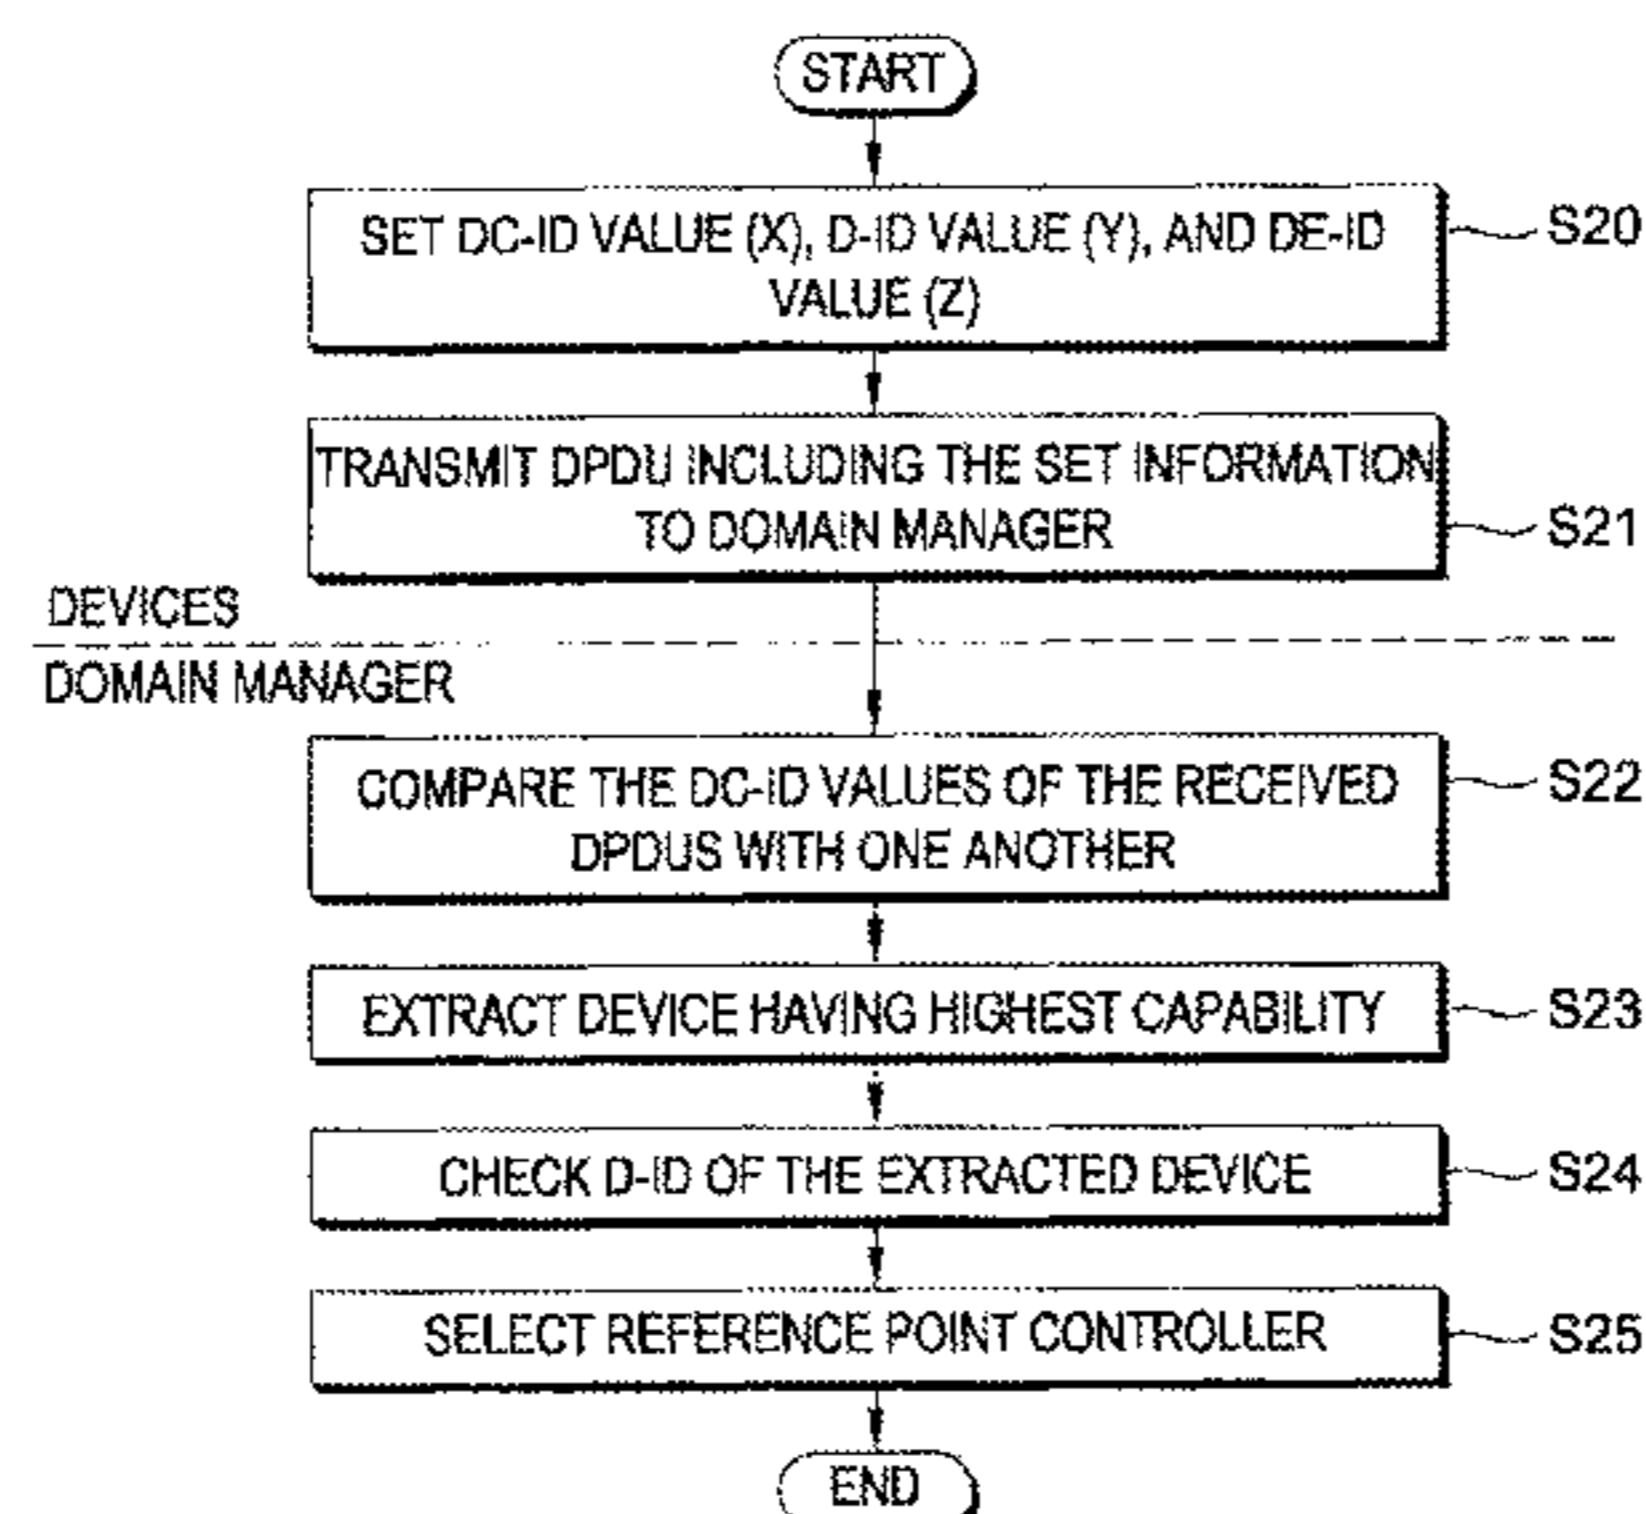 START
SET DC-ID VALUE (X), D-ID VALUE (Y), AND DE-ID
VALUE (Z)
S20
TRANSMIT DPDU INCLUDING THE SET INFORMATION
TO DOMAIN MANAGER
S21
DEVICES
DOMAIN MANAGER
COMPARE THE DC-ID VALUES OF THE RECEIVED
DPDUS WITH ONE ANOTHER
S22
EXTRACT DEVICE HAVING HIGHEST CAPABILITY
S23
CHECK D-ID OF THE EXTRACTED DEVICE
S24
SELECT REFERENCE POINT CONTROLLER
S25
END